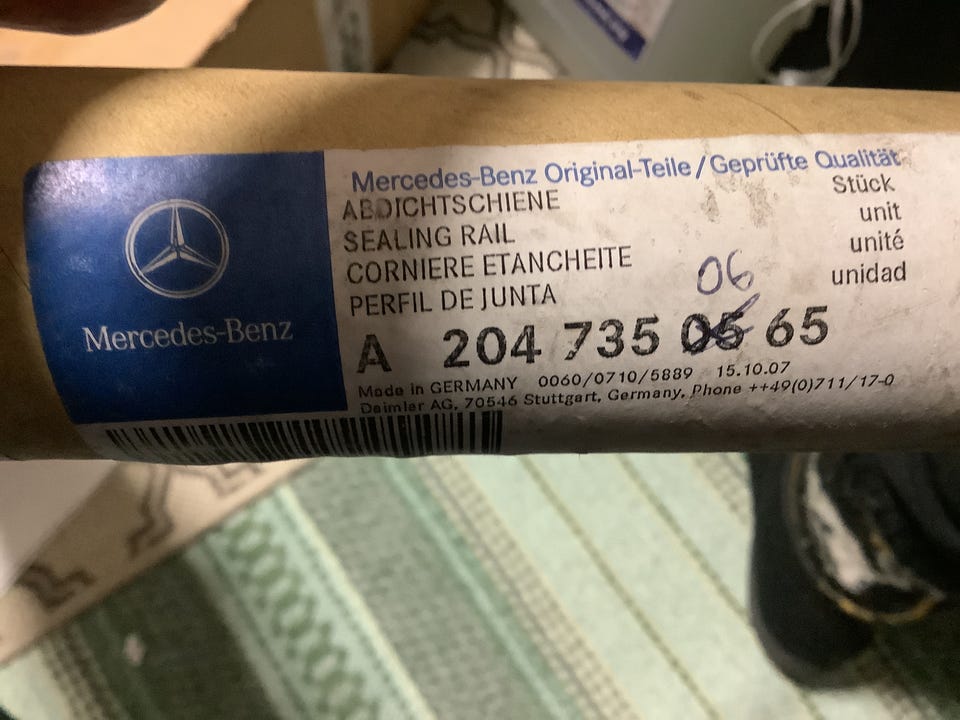 Mercedes-Benz
Mercedes-Benz Original-Teile/Geprüfte Qualität
ABDICHTSCHIENE
SEALING RAIL
CORNIERE ETANCHEITE
PERFIL DE JUNTA
Stück
unit
unité
unidad
06
A 204 735 05 65
Made in GERMANY 0060/0710/5889 15.10.07
Daimler AG, 70546 Stuttgart, Germany, Phone ++49(0)711/17-0